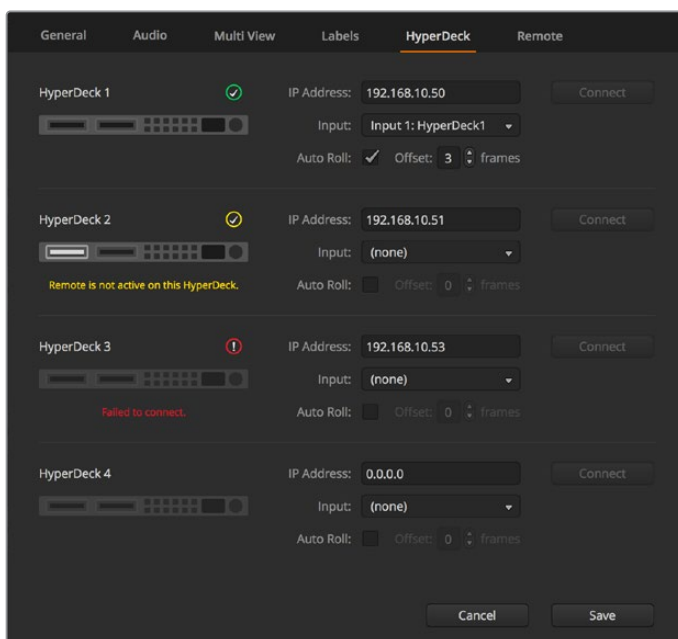 General Audio Multi View Labels HyperDeck Remote
HyperDeck 1 IP Address: 192.168.10.50 Connect
Input: Input 1: HyperDeck1
Auto Roll: Offset: 3 frames
HyperDeck 2 IP Address: 192.168.10.51 Connect
Input: (none)
Remote is not active on this HyperDeck. Auto Roll: Offset: 0 frames
HyperDeck 3 IP Address: 192.168.10.53 Connect
Input: (none)
Failed to connect. Auto Roll: Offset: 0 frames
HyperDeck 4 IP Address: 0.0.0.0 Connect
Input: (none)
Auto Roll: Offset: 0 frames
Cancel Save